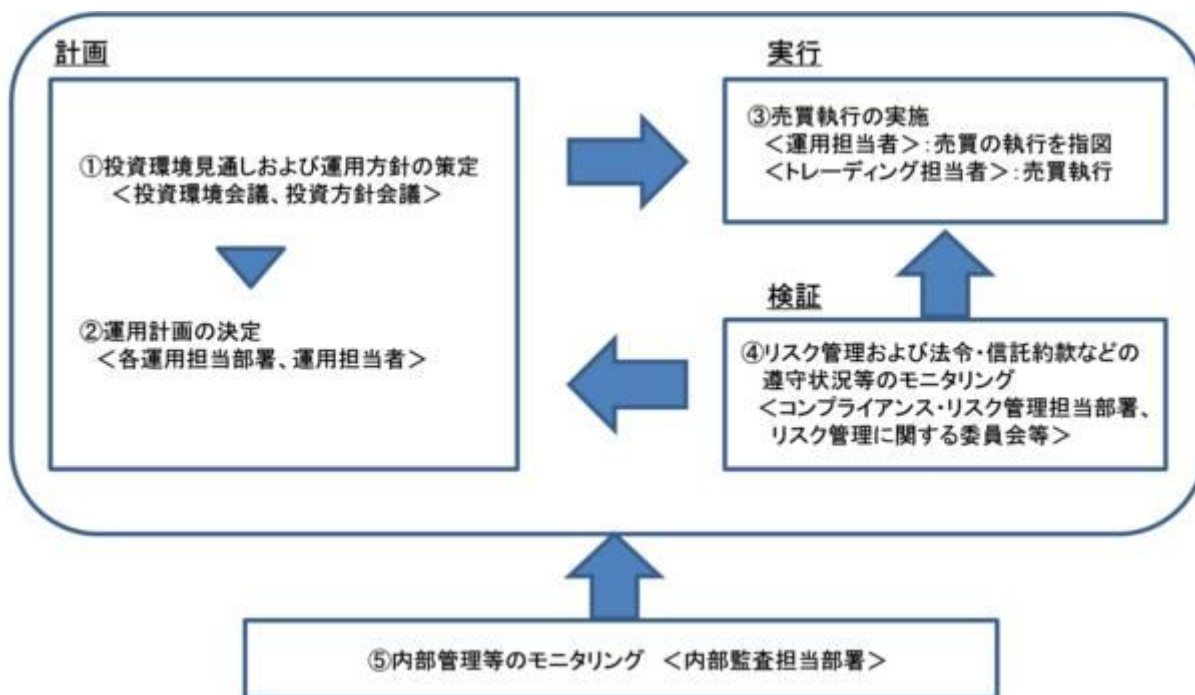 計画
①投資環境見通しおよび運用方針の策定
＜投資環境会議、投資方針会議＞
②運用計画の決定
＜各運用担当部署、運用担当者＞
実行
③売買執行の実施
＜運用担当者＞：売買の執行を指図
＜トレーディング担当者＞：売買執行
検証
④リスク管理および法令・信託約款などの
遵守状況等のモニタリング
＜コンプライアンス・リスク管理担当部署、
リスク管理に関する委員会等＞
⑤内部管理等のモニタリング ＜内部監査担当部署＞